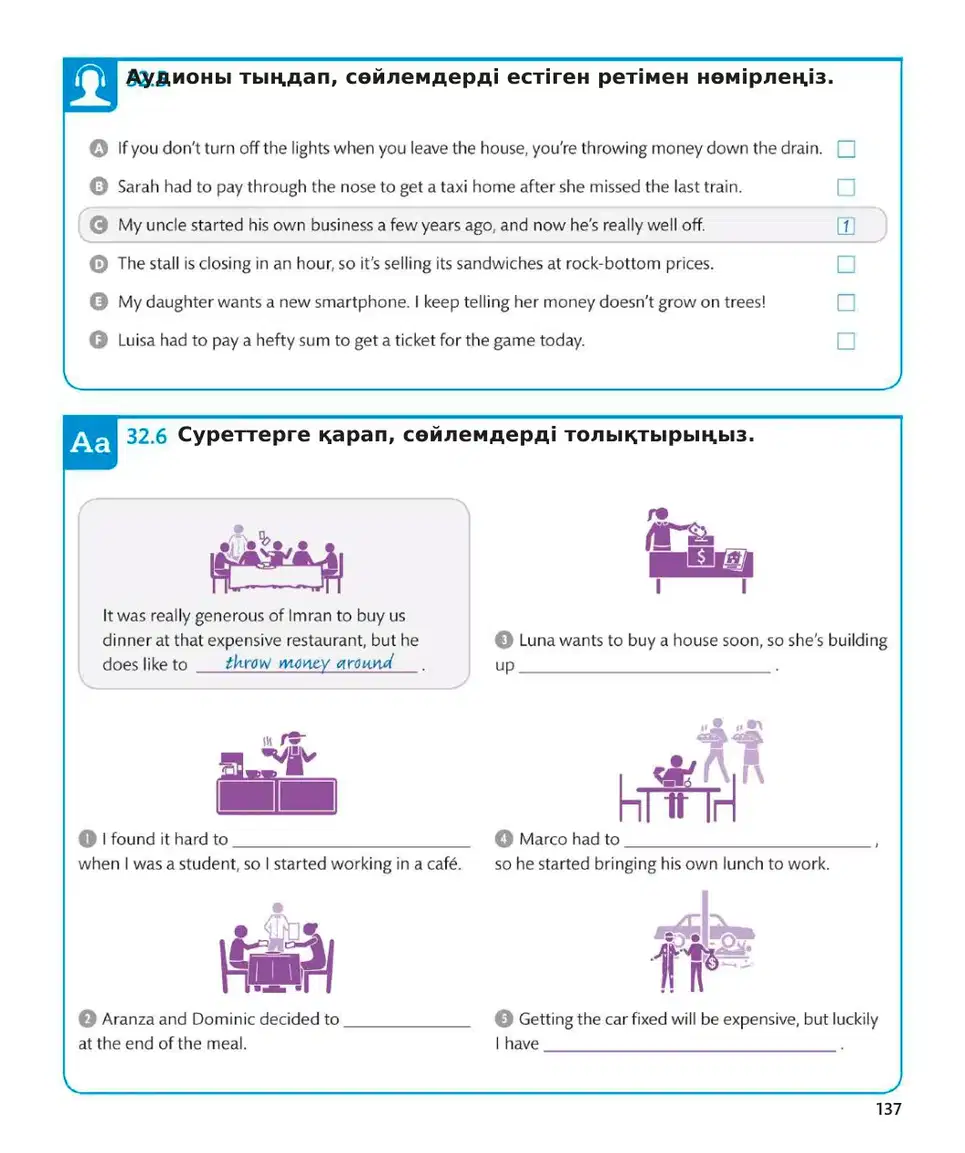 32.5 Аудионы тыңдап, сөйлемдерді естіген ретімен нөмірлеңіз.
A If you don't turn off the lights when you leave the house, you're throwing money down the drain.
B Sarah had to pay through the nose to get a taxi home after she missed the last train.
C My uncle started his own business a few years ago, and now he's really well off. 1
D The stall is closing in an hour, so it's selling its sandwiches at rock-bottom prices.
E My daughter wants a new smartphone. I keep telling her money doesn't grow on trees!
F Luisa had to pay a hefty sum to get a ticket for the game today.
Aa 32.6 Суреттерге қарап, сөйлемдерді толықтырыңыз.
It was really generous of Imran to buy us
dinner at that expensive restaurant, but he
does like to throw money around .
1 I found it hard to
when I was a student, so I started working in a café.
2 Aranza and Dominic decided to
at the end of the meal.
$
3 Luna wants to buy a house soon, so she's building
up .
4 Marco had to ,
so he started bringing his own lunch to work.
$
5 Getting the car fixed will be expensive, but luckily
I have .
137